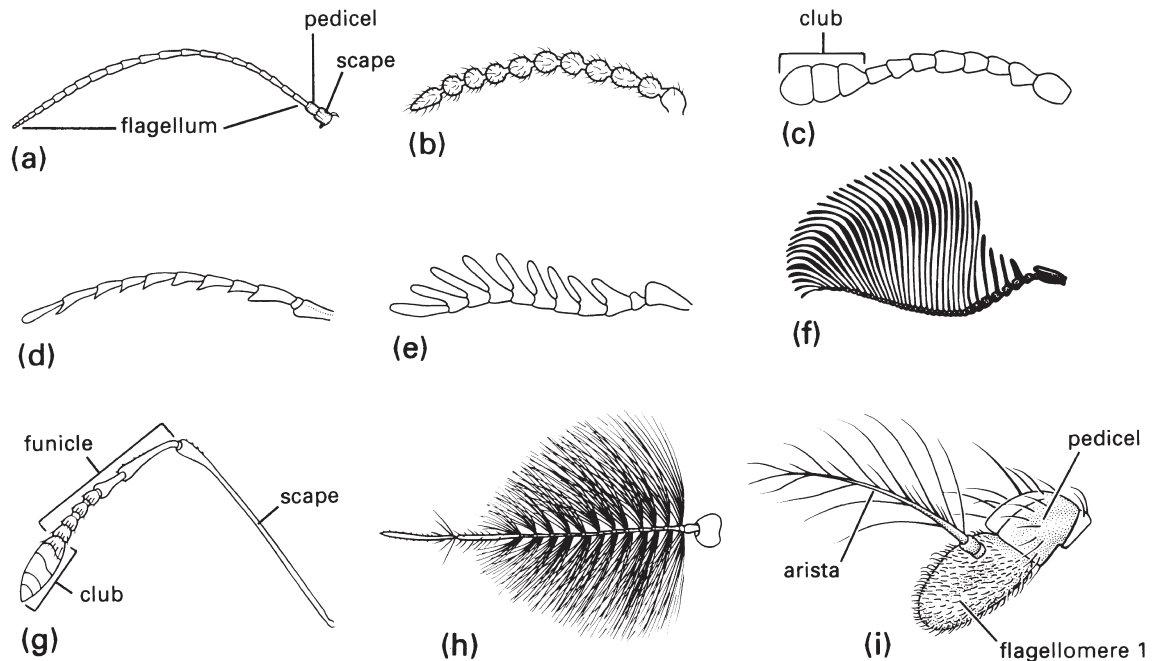 pedicel
scape
flagellum
(a)
(b)
club
(c)
(d)
(e)
(f)
funicle
scape
club
(g)
(h)
pedicel
arista
flagellomere 1
(i)